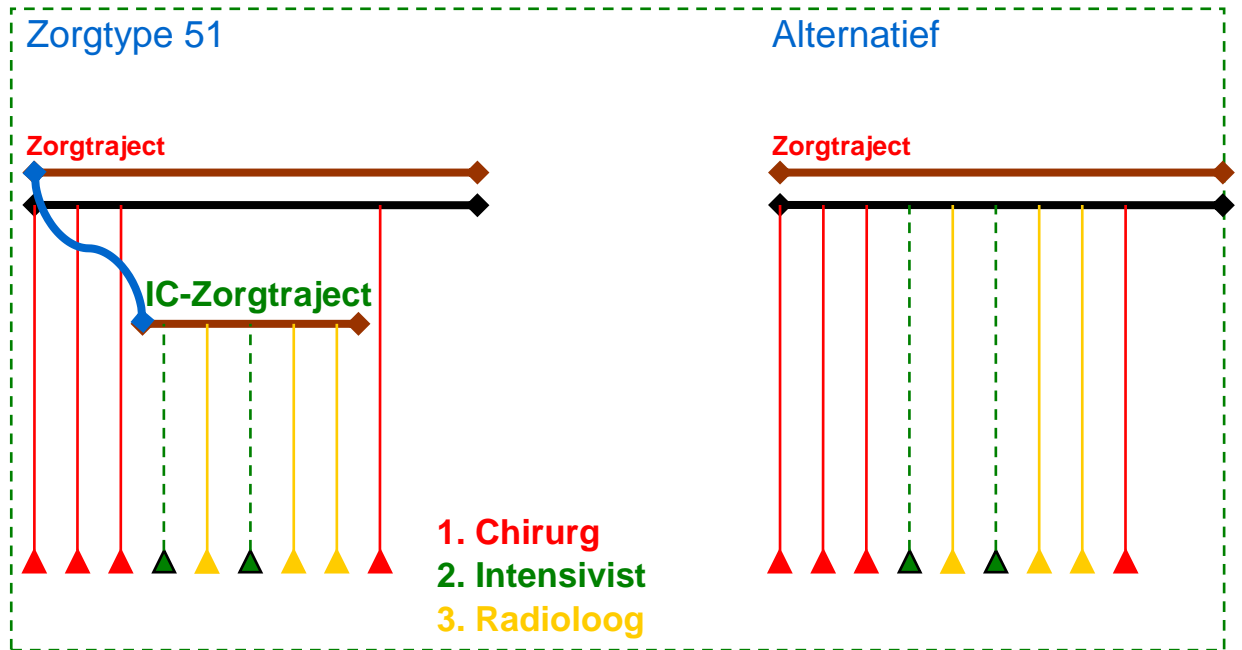 Zorgtype 51
Alternatief
Zorgtraject
Zorgtraject
IC-Zorgtraject
1. Chirurg
2. Intensivist
3. Radioloog